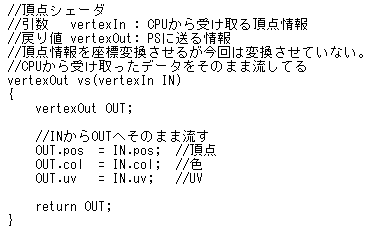 //頂点シェーダ
//引数　 vertexIn : CPUから受け取る頂点情報
//戻り値 vertexOut: PSに送る情報
//頂点情報を座標変換させるが今回は変換させていない。
//CPUから受け取ったデータをそのまま流してる
vertexOut vs(vertexIn IN)
{
    vertexOut OUT;
    //INからOUTへそのまま流す
    OUT.pos  = IN.pos;  //頂点
    OUT.col  = IN.col;  //色
    OUT.uv   = IN.uv;   //UV
    return OUT;
}